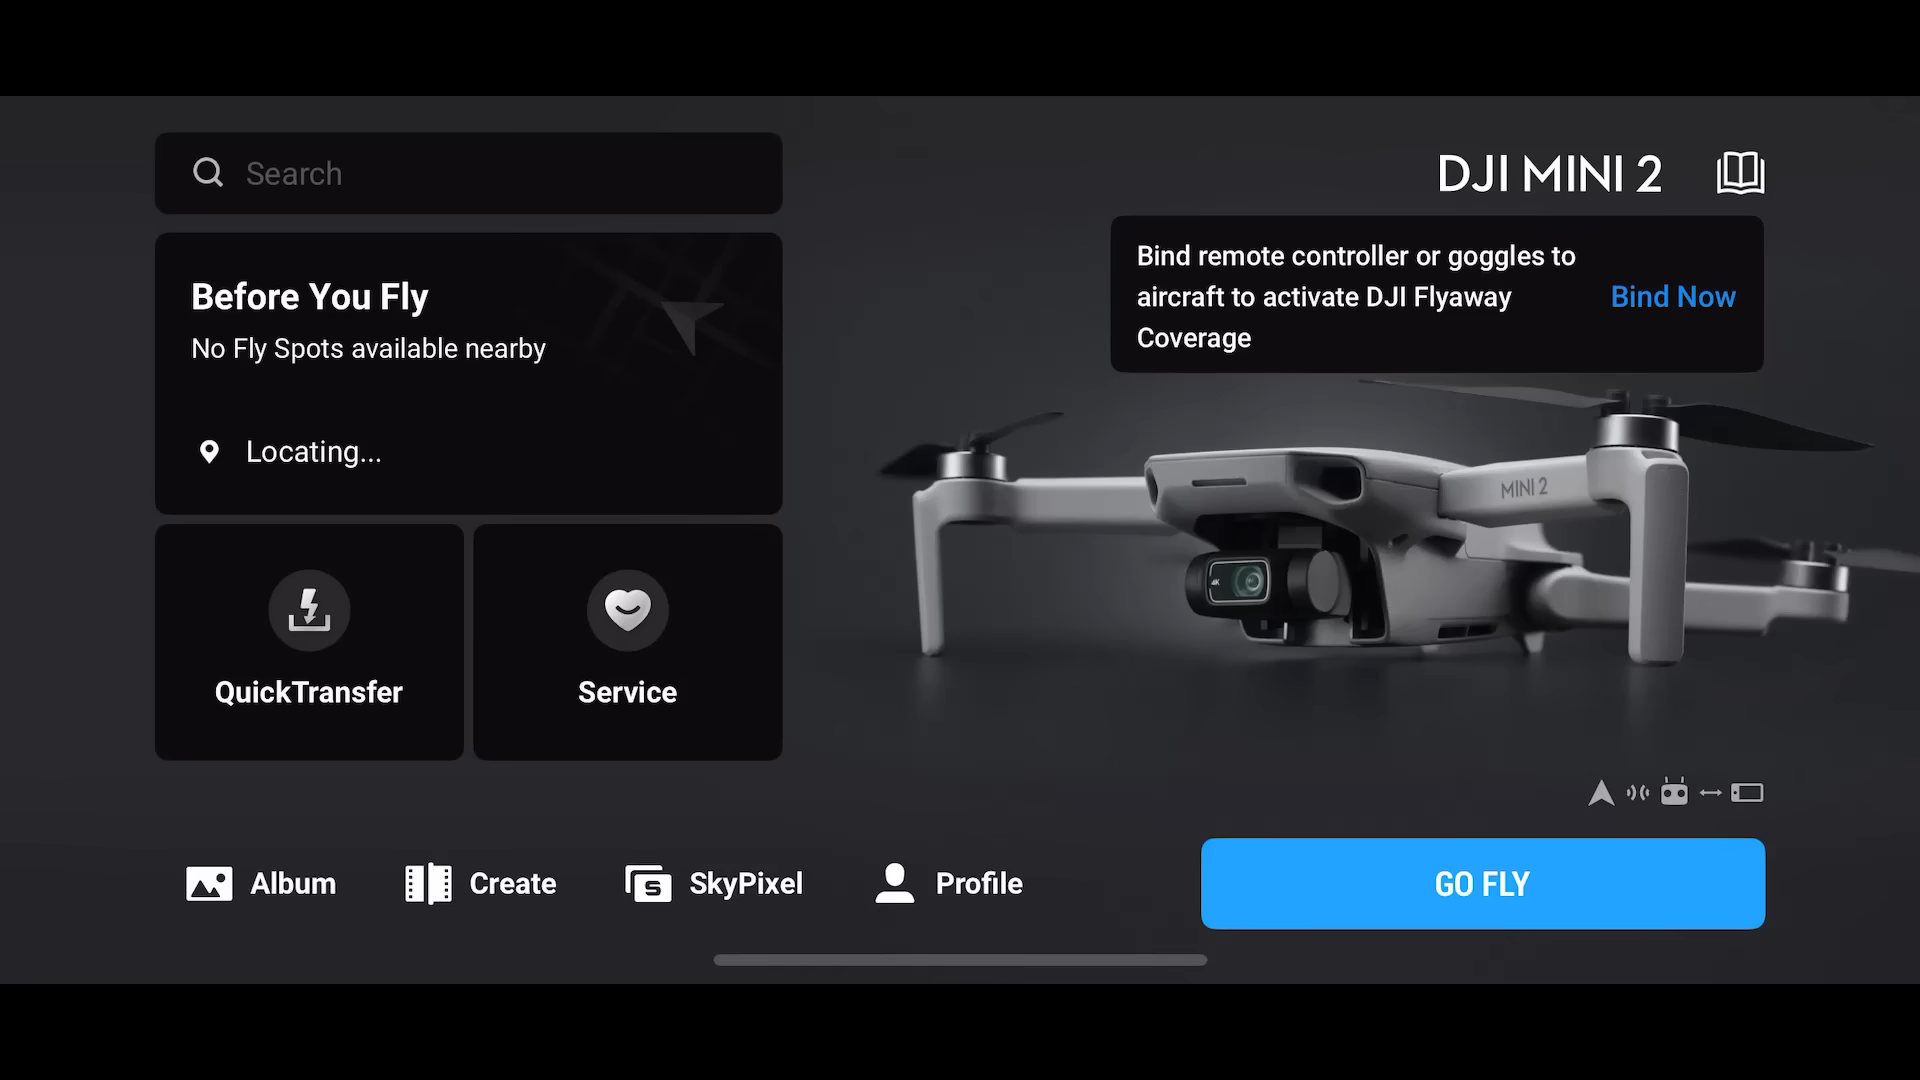 Search
DJI MINI 2
Before You Fly
No Fly Spots available nearby
Locating...
Bind remote controller or goggles to
aircraft to activate DJI Flyaway
Coverage
Bind Now
MINI 2
4K
QuickTransfer
Service
Album
Create
SkyPixel
Profile
GO FLY